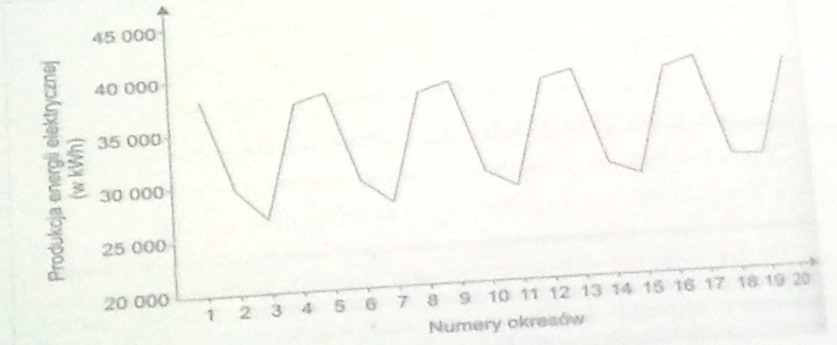 Produkcja energii elektrycznej
(w kWh)
45 000
40 000
35 000
30 000
25 000
20 000
1 2 3 4 5 6 7 8 9 10 11 12 13 14 15 16 17 18 19 20
Numery okresów